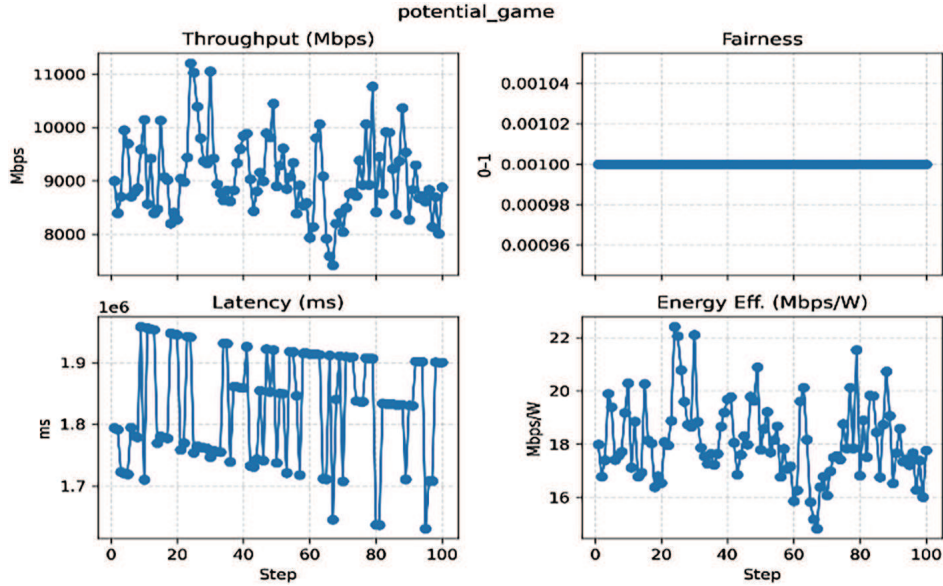 potential_game
Throughput (Mbps)
Mbps
11000
10000
9000
8000
Fairness
0-1
0.00104
0.00102
0.00100
0.00098
0.00096
Latency (ms)
1e6
ms
1.9
1.8
1.7
0 20 40 60 80 100
Step
Energy Eff. (Mbps/W)
Mbps/W
22
20
18
16
0 20 40 60 80 100
Step